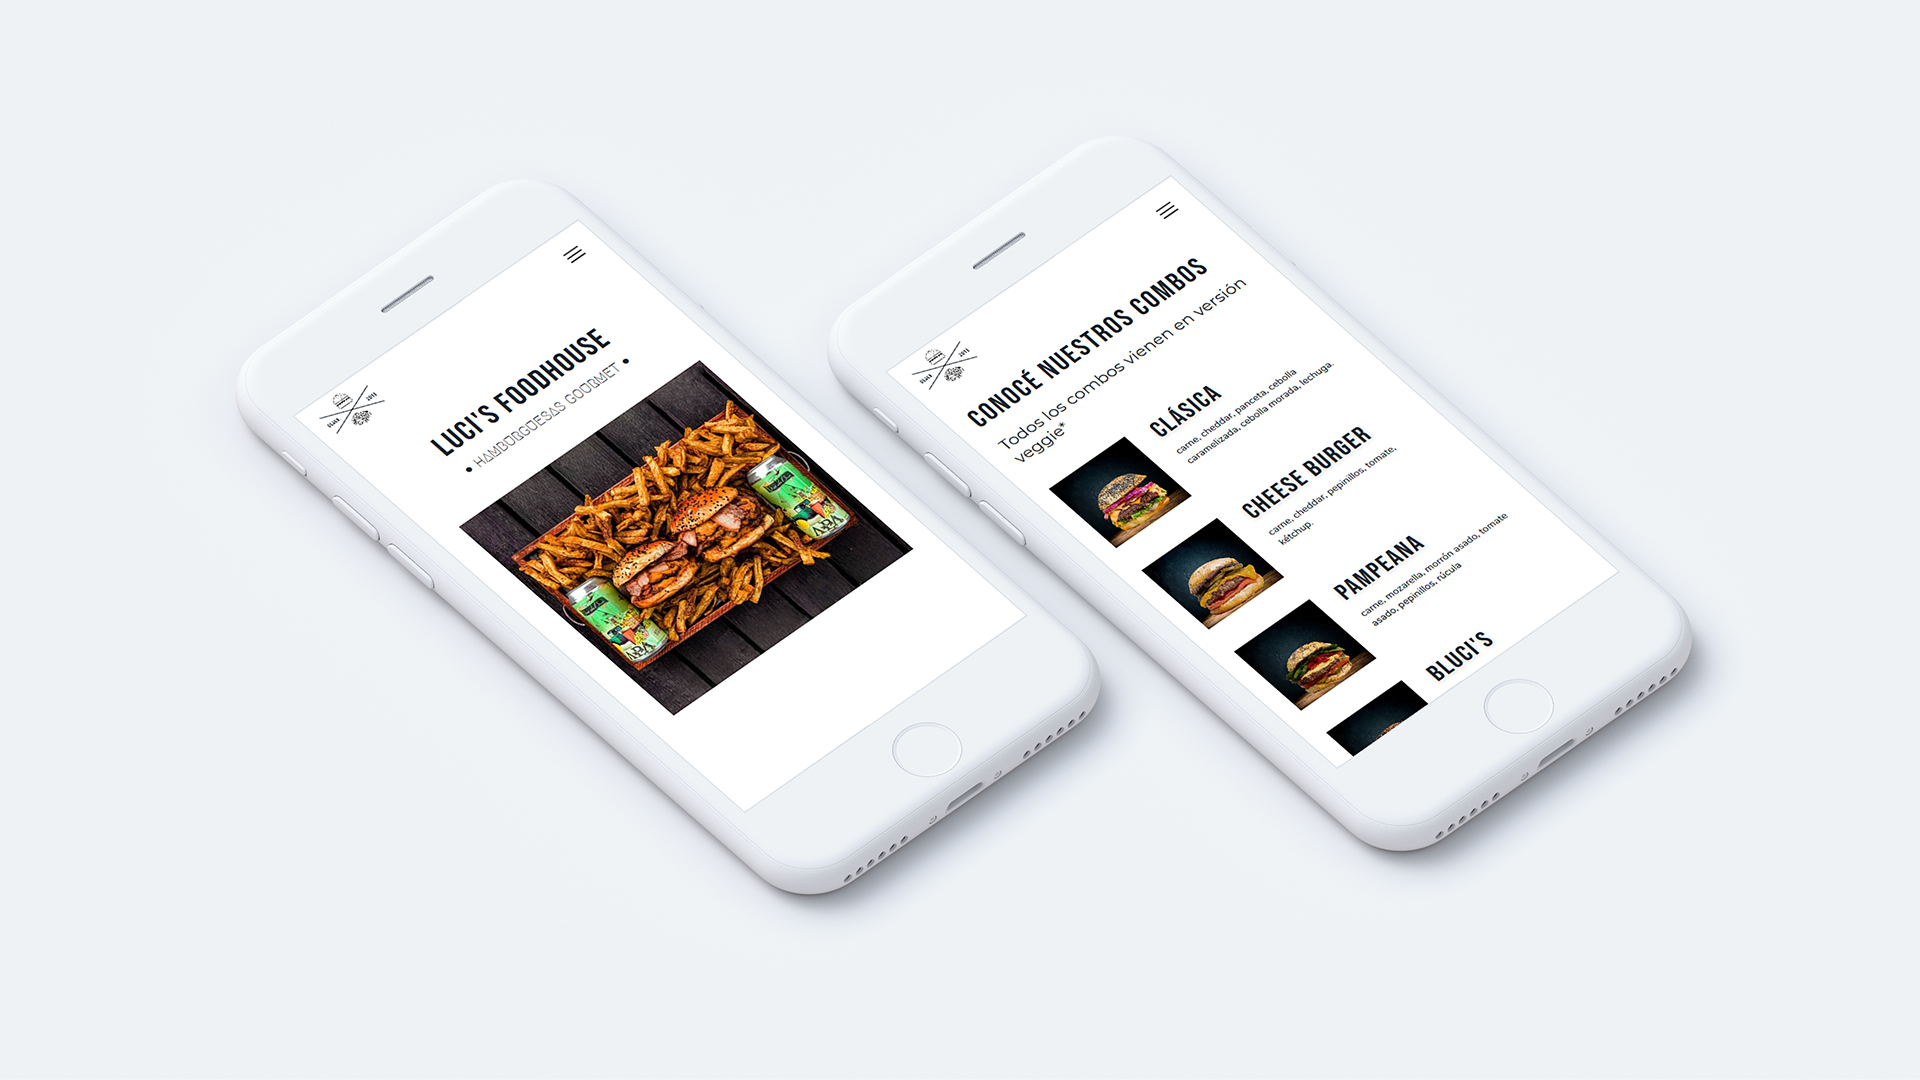 2015
LUCI'S FOODHOUSE
• HAMBURGUESAS GOURMET •
2015
CONOCÉ NUESTROS COMBOS
Todos los combos vienen en versión
veggie*
CLÁSICA
carne, cheddar, panceta, cebolla
caramelizada, cebolla morada, lechuga.
CHEESE BURGER
carne, cheddar, pepinillos, tomate,
kétchup.
PAMPEANA
carne, mozarella, morrón asado, tomate
asado, pepinillos, rúcula
BLUCI'S